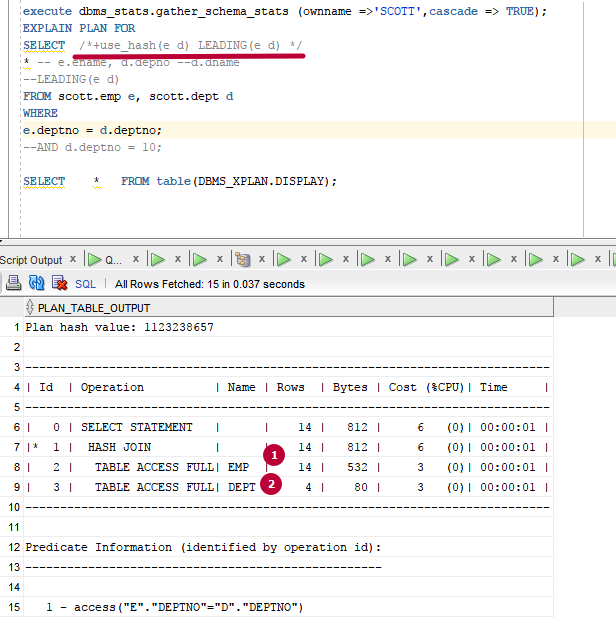 execute dbms_stats.gather_schema_stats (ownname =>'SCOTT',cascade => TRUE);
EXPLAIN PLAN FOR
SELECT  /*+use_hash(e d) LEADING(e d) */
* -- e.ename, d.depno --d.dname
--LEADING(e d)
FROM scott.emp e, scott.dept d
WHERE
e.deptno = d.deptno;
--AND d.deptno = 10;
SELECT    *   FROM table(DBMS_XPLAN.DISPLAY);
Script Output x Q... x x x x x x x x x x x x
SQL | All Rows Fetched: 15 in 0.037 seconds
PLAN_TABLE_OUTPUT
1 Plan hash value: 1123238657
2
3 ---------------------------------------------------------------------------
4 | Id  | Operation          | Name | Rows  | Bytes | Cost (%CPU)| Time     |
5 ---------------------------------------------------------------------------
6 |   0 | SELECT STATEMENT   |      |    14 |   812 |     6   (0)| 00:00:01 |
7 |*  1 |  HASH JOIN         |      |    14 |   812 |     6   (0)| 00:00:01 |
1
8 |   2 |   TABLE ACCESS FULL| EMP  |    14 |   532 |     3   (0)| 00:00:01 |
9 |   3 |   TABLE ACCESS FULL| DEPT |     4 |    80 |     3   (0)| 00:00:01 |
2
10 ---------------------------------------------------------------------------
11
12 Predicate Information (identified by operation id):
13 ---------------------------------------------------
14
15    1 - access("E"."DEPTNO"="D"."DEPTNO")